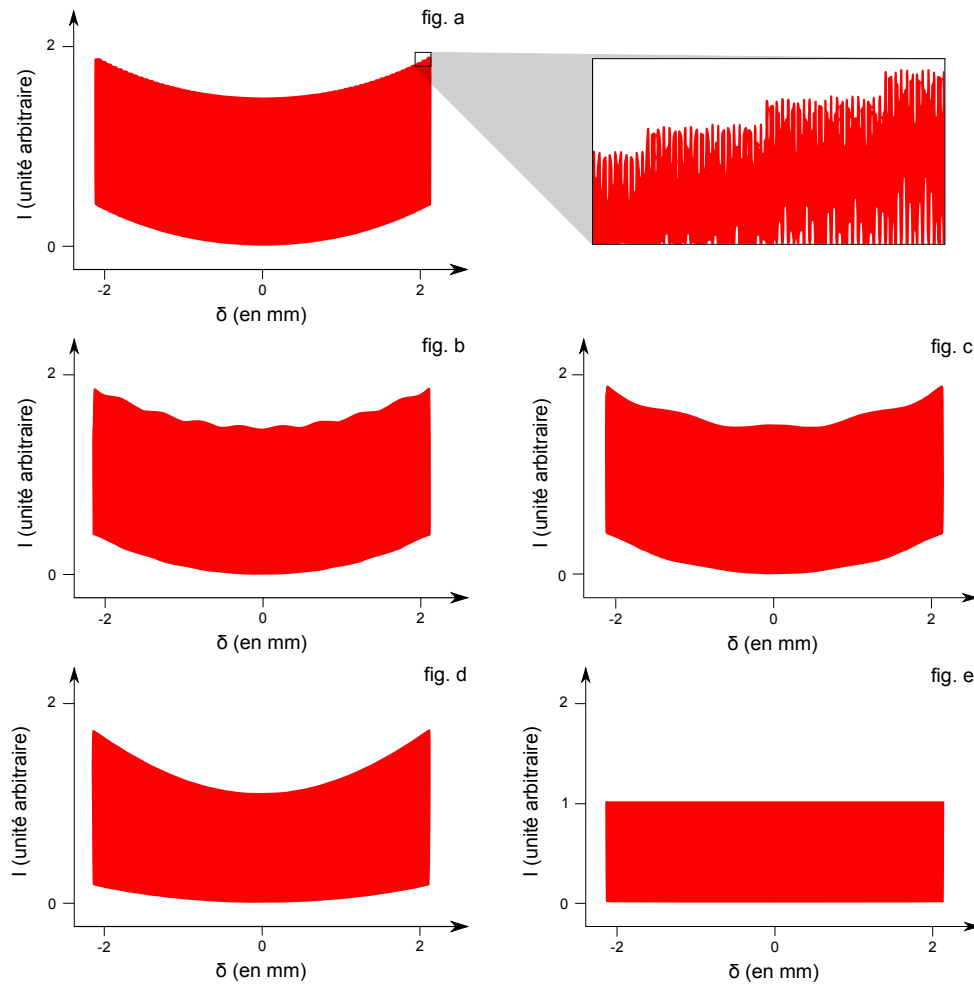 fig. a
2
I (unité arbitraire)
0
-2
0
2
δ (en mm)
fig. b
2
I (unité arbitraire)
0
-2
0
2
δ (en mm)
fig. c
2
I (unité arbitraire)
0
-2
0
2
δ (en mm)
fig. d
2
I (unité arbitraire)
0
-2
0
2
δ (en mm)
fig. e
2
I (unité arbitraire)
1
0
-2
0
2
δ (en mm)